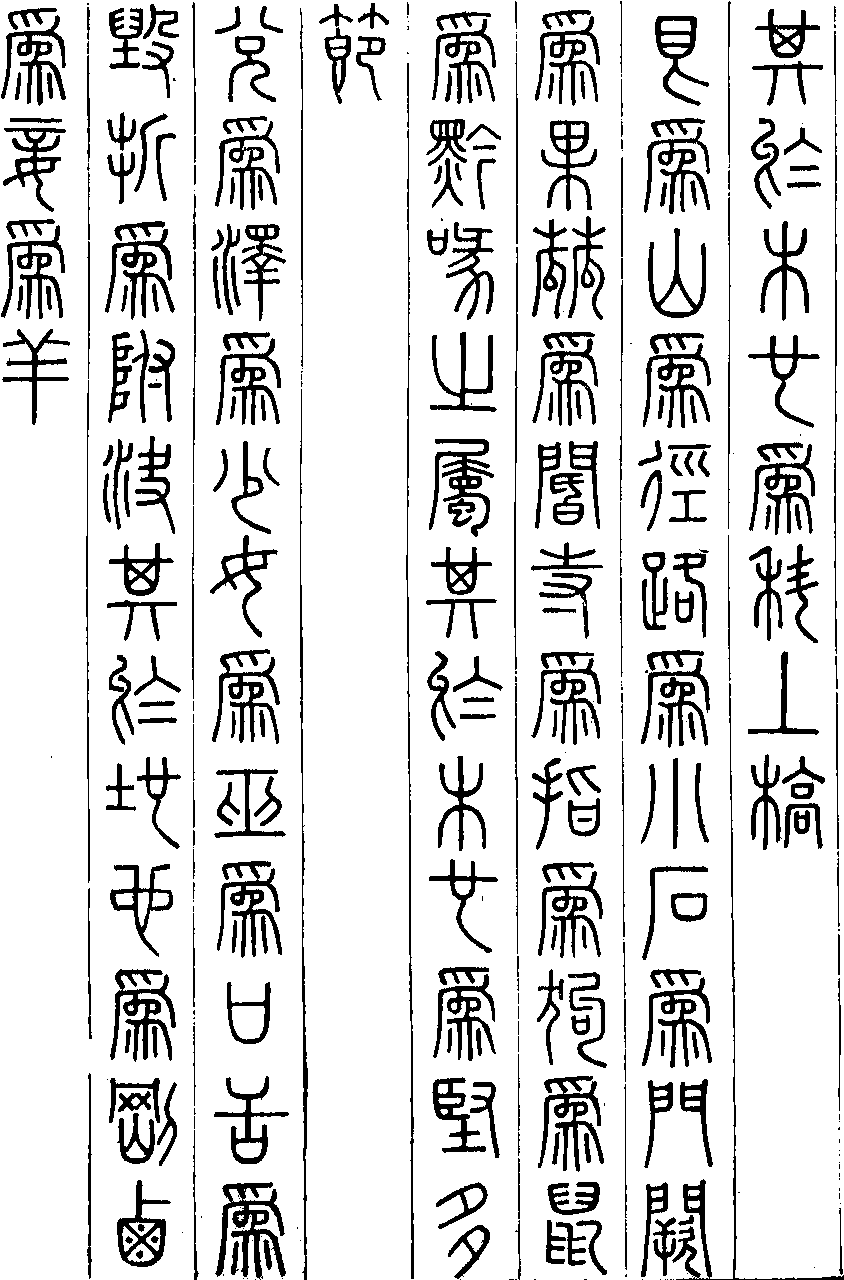 其於木也爲科上槁
艮爲山爲徑路爲小石爲門闕
爲果蓏爲閽寺爲指爲狗爲鼠
爲黔喙之屬其於木也爲堅多
節
兌爲澤爲少女爲巫爲口舌爲
毀折爲附決其於地也爲剛鹵
爲妾爲羊